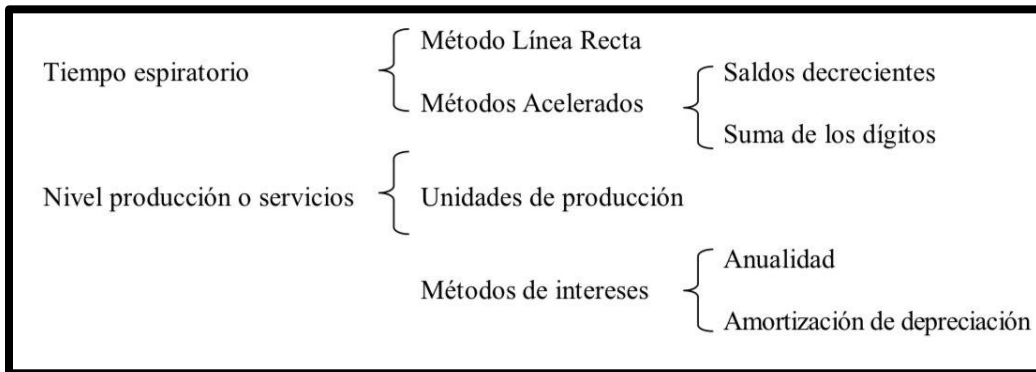 Método Línea Recta
Tiempo espiratorio
Saldos decrecientes
Métodos Acelerados
Suma de los dígitos
Nivel producción o servicios
Unidades de producción
Anualidad
Métodos de intereses
Amortización de depreciación